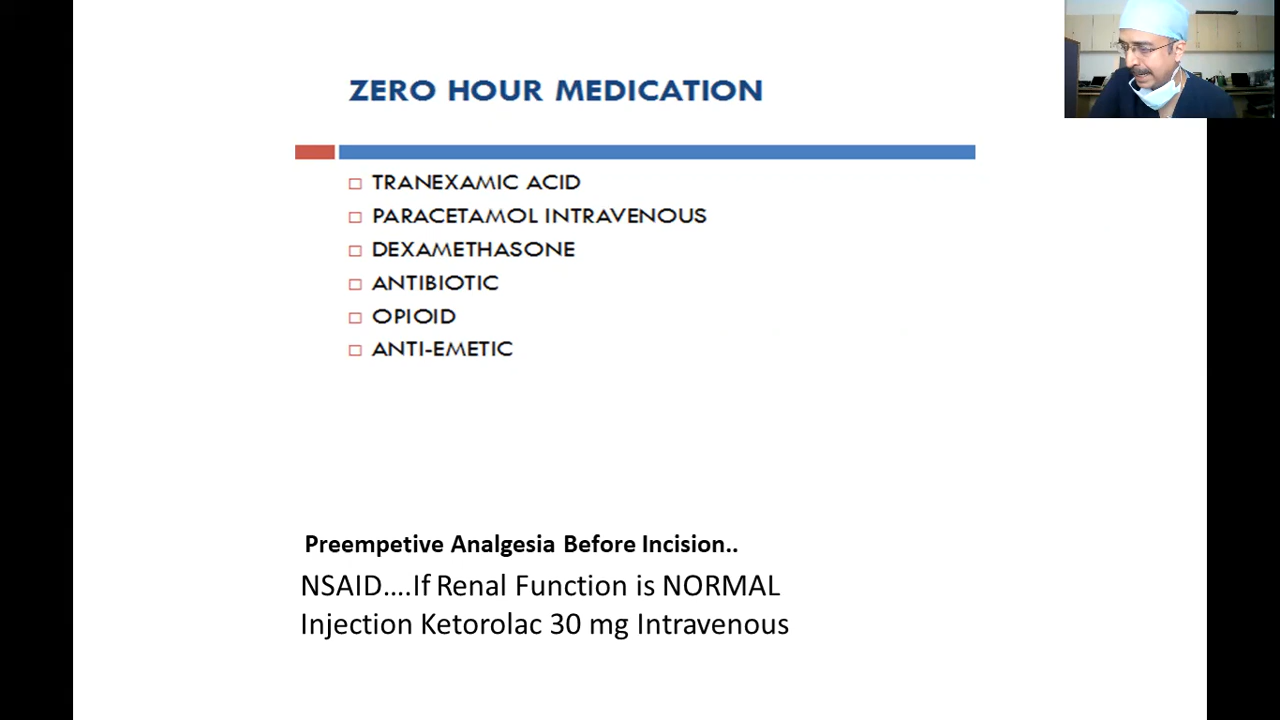 ZERO HOUR MEDICATION
TRANEXAMIC ACID
PARACETAMOL INTRAVENOUS
DEXAMETHASONE
ANTIBIOTIC
OPIOID
ANTI-EMETIC
Preempetive Analgesia Before Incision..
NSAID....If Renal Function is NORMAL
Injection Ketorolac 30 mg Intravenous